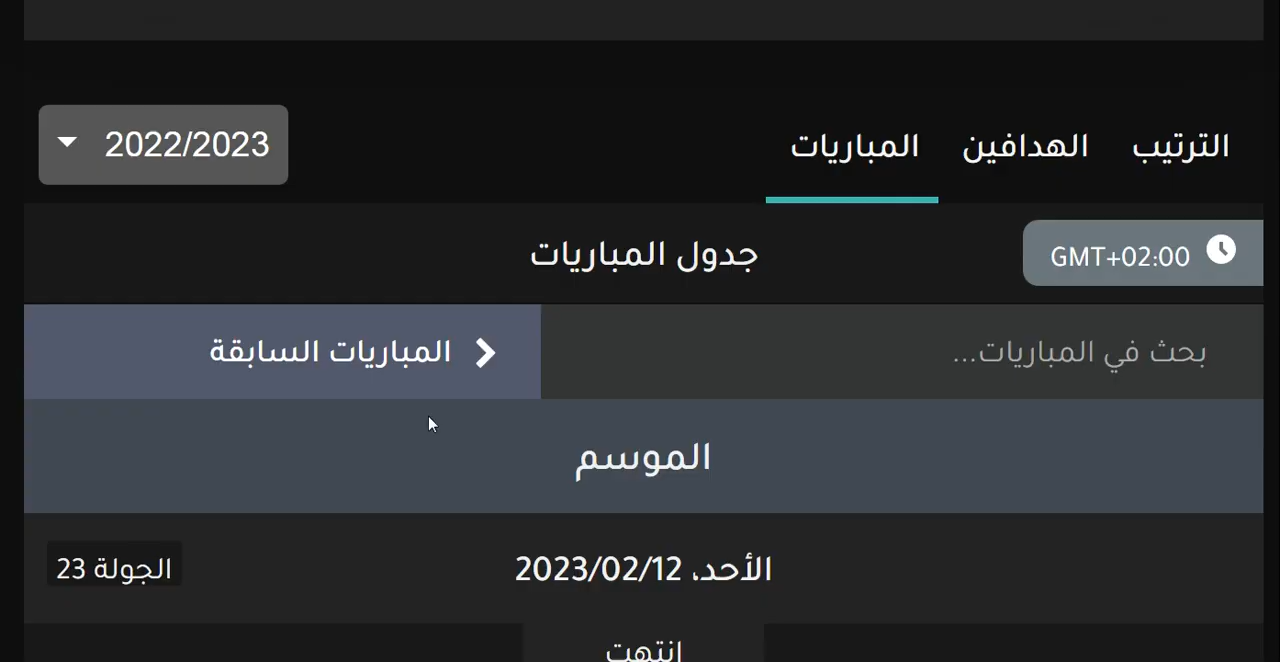 الترتيب الهدافين المباريات 2022/2023
GMT+02:00 جدول المباريات
بحث في المباريات... المباريات السابقة
الموسم
الأحد، 2023/02/12 الجولة 23
انتهت